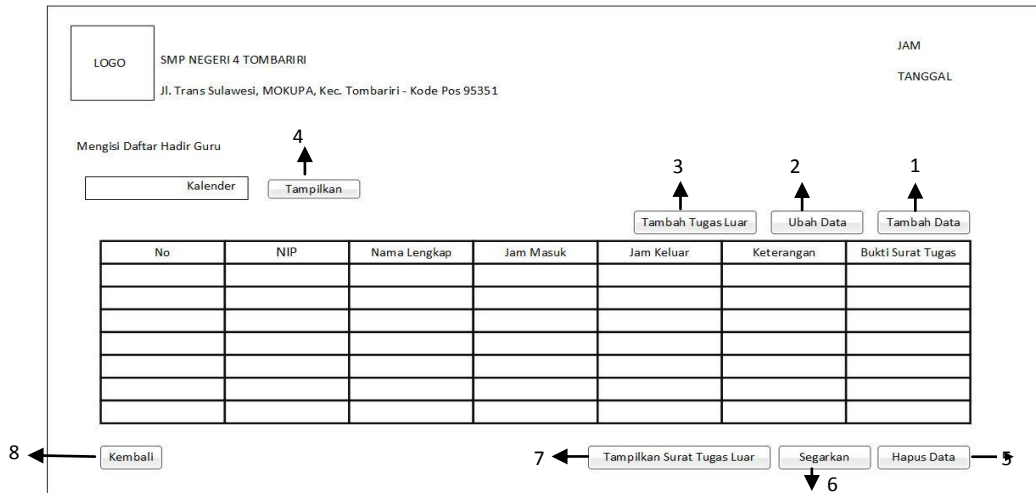 LOGO
SMP NEGERI 4 TOMBARIRI
Jl. Trans Sulawesi, MOKUPA, Kec. Tombariri - Kode Pos 95351
JAM
TANGGAL
Mengisi Daftar Hadir Guru
4
Kalender
Tampilkan
3 2 1
Tambah Tugas Luar Ubah Data Tambah Data
No NIP Nama Lengkap Jam Masuk Jam Keluar Keterangan Bukti Surat Tugas
8 Kembali 7 Tampilkan Surat Tugas Luar Segarkan Hapus Data 5
6